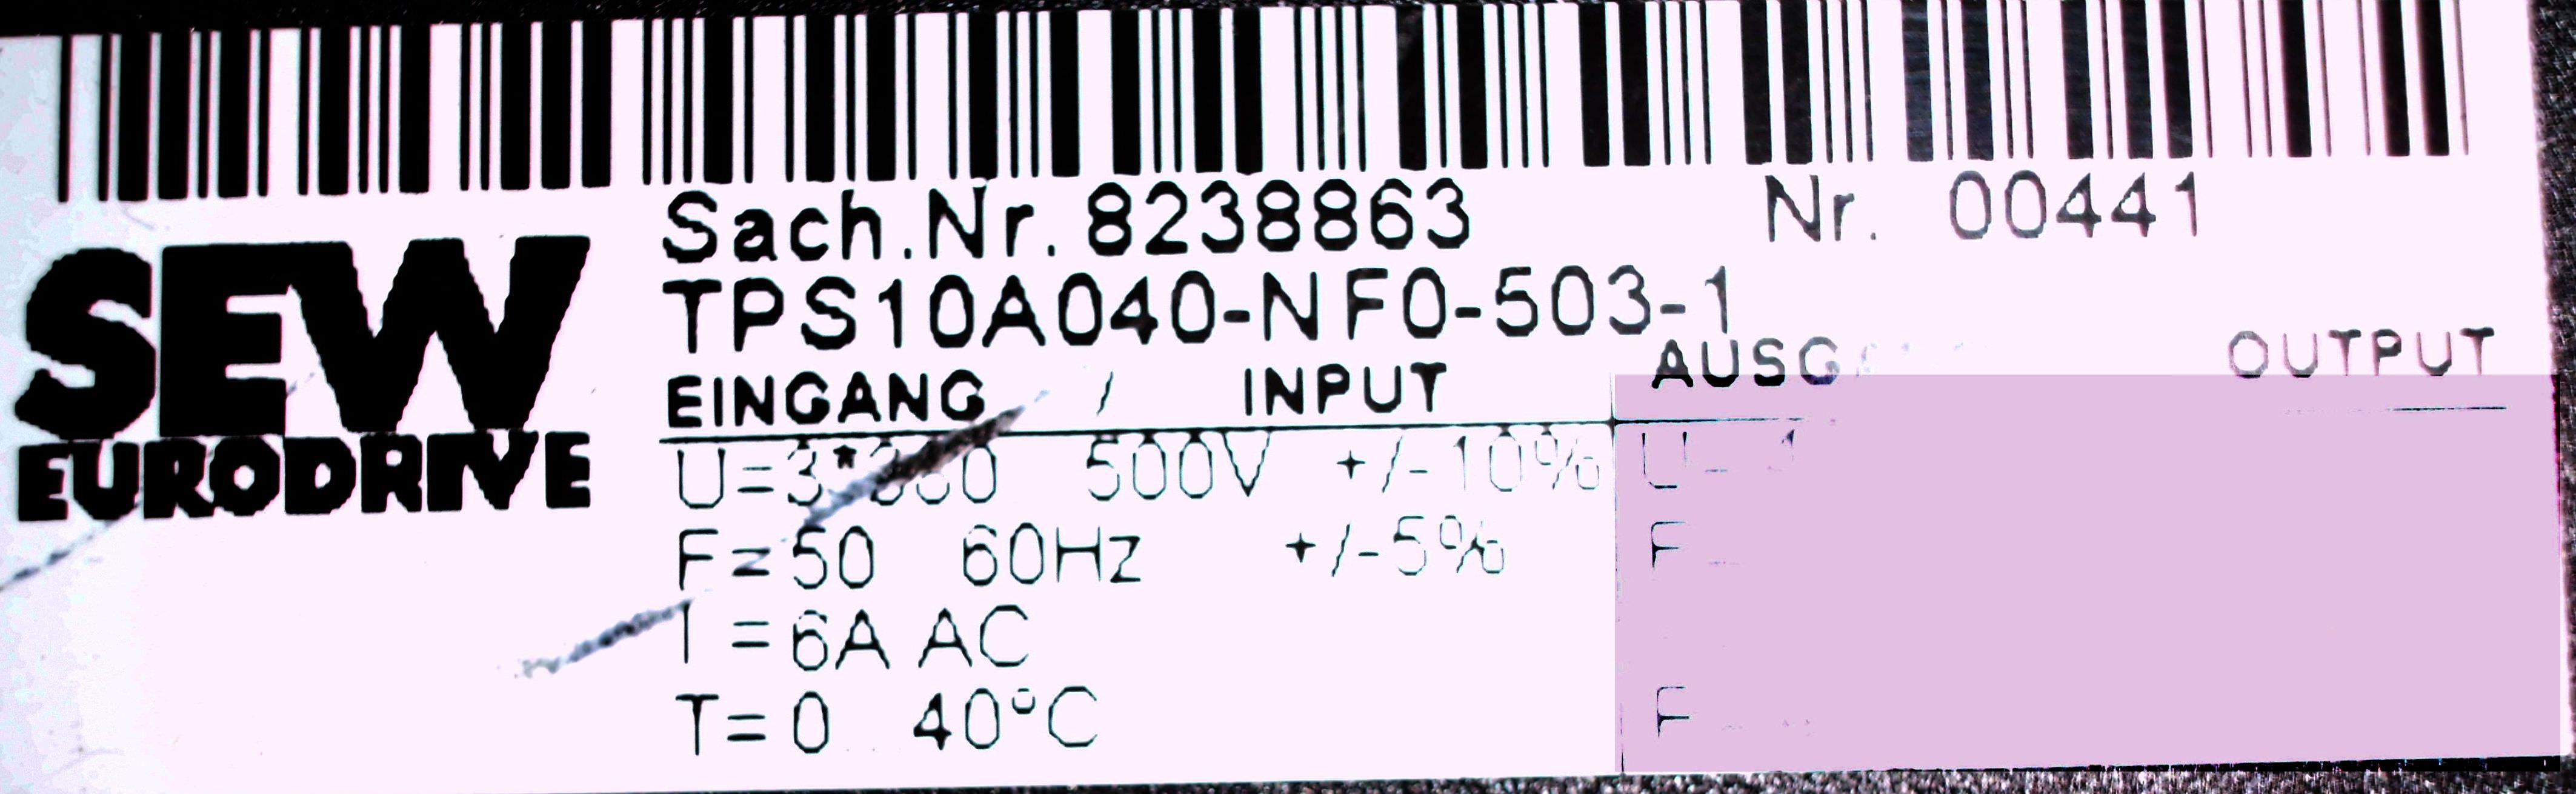 Sach.Nr. 8238863 Nr. 00441
TPS10A040-NF0-503-1
SEW
EURODRIVE
EINGANG / INPUT OUTPUT
500V +/-10%
F= 50 60Hz +/-5% F
I = 6A AC
T= 0 40°C F